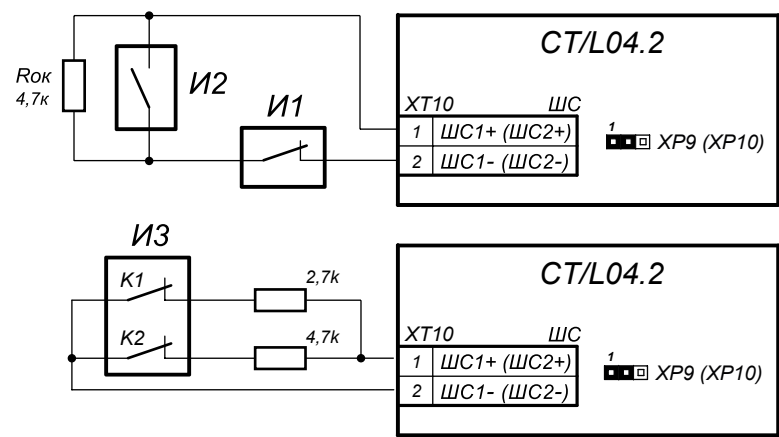 CT/L04.2
Rок
4,7к
И2
И1
XT10 ШС
1 ШС1+ (ШС2+)
2 ШС1- (ШС2-)
1
XP9 (XP10)
И3
K1
2,7k
K2
4,7k
CT/L04.2
XT10 ШС
1 ШС1+ (ШС2+)
2 ШС1- (ШС2-)
1
XP9 (XP10)